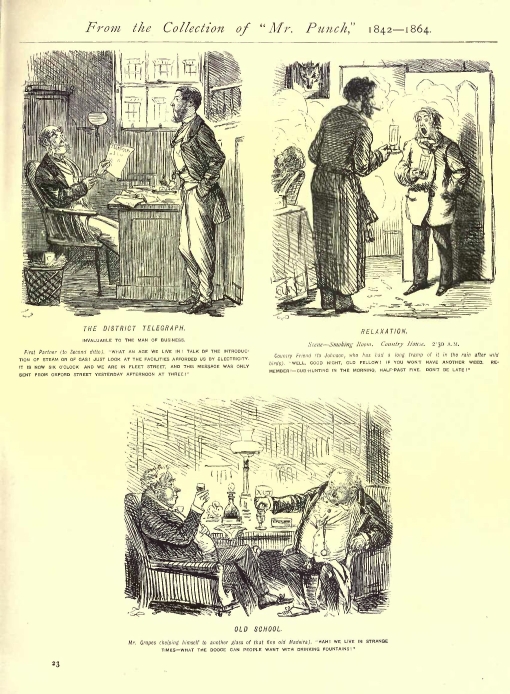 From the Collection of "Mr. Punch," 1842—1864.
THE DISTRICT TELEGRAPH.
INVALUABLE TO THE MAN OF BUSINESS.
First Partner (to Second ditto). "WHAT AN AGE WE LIVE IN! TALK OF THE INTRODUC-
TION OF STEAM OR OF GAS! JUST LOOK AT THE FACILITIES AFFORDED US BY ELECTRICITY.
IT IS NOW SIX O'CLOCK AND WE ARE IN FLEET STREET, AND THIS MESSAGE WAS ONLY
SENT FROM OXFORD STREET YESTERDAY AFTERNOON AT THREE!"
RELAXATION.
Scene—Smoking Room. Country House. 2·30 A.M.
Country Friend (to Johnson, who has had a long tramp of it in the rain after wild
fowl). "WELL, GOOD NIGHT, OLD FELLOW! IF YOU WON'T HAVE ANOTHER WEED. RE-
MEMBER—CUB-HUNTING IN THE MORNING, HALF-PAST FIVE. DON'T BE LATE!"
OLD SCHOOL.
Mr. Grapes (helping himself to another glass of that fine old Madeira). "HAH! WE LIVE IN STRANGE
TIMES—WHAT THE DOOCE CAN PEOPLE WANT WITH DRINKING FOUNTAINS!"
23